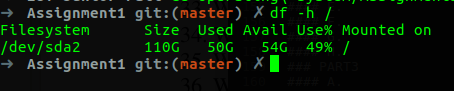 ➜ Assignment1 git:(master) ✗ df -h /
Filesystem      Size  Used Avail Use% Mounted on
/dev/sda2       110G   50G   54G  49% /
➜ Assignment1 git:(master) ✗